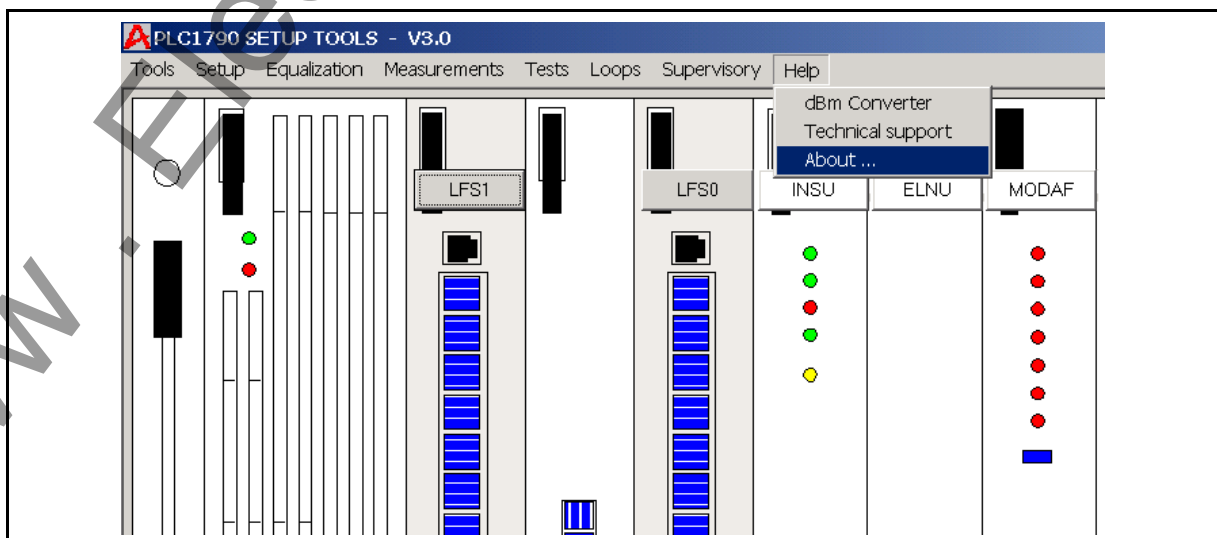 PLC1790 SETUP TOOLS - V3.0
Tools Setup Equalization Measurements Tests Loops Supervisory Help
dBm Converter
Technical support
About ...
LFS1 LFS0 INSU ELNU MODAF
w . Ele